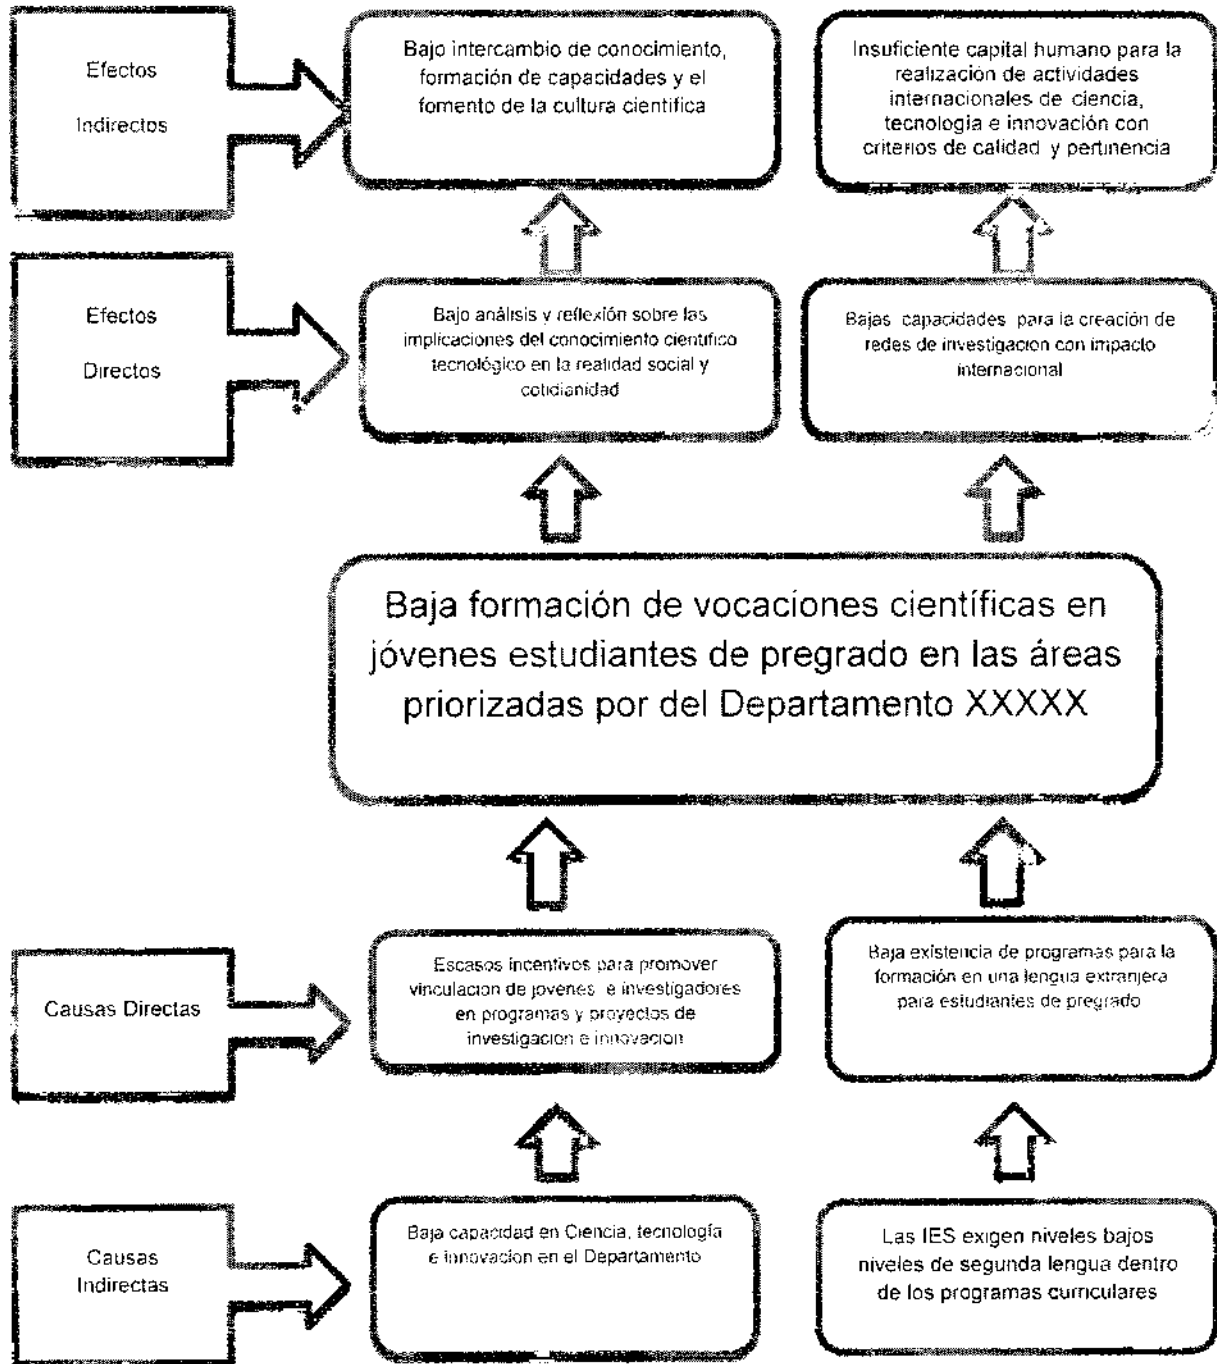 Efectos
Indirectos
Bajo intercambio de conocimiento,
formación de capacidades y el
fomento de la cultura científica
Insuficiente capital humano para la
realización de actividades
internacionales de ciencia,
tecnología e innovación con
criterios de calidad y pertinencia
Efectos
Directos
Bajo análisis y reflexión sobre las
implicaciones del conocimiento científico
tecnológico en la realidad social y
cotidianidad
Bajas capacidades para la creación de
redes de investigacion con impacto
internacional
Baja formación de vocaciones científicas en
jóvenes estudiantes de pregrado en las áreas
priorizadas por del Departamento XXXXX
Causas Directas
Escasos incentivos para promover
vinculacion de jovenes e investigadores
en programas y proyectos de
investigacion e innovacion
Baja existencia de programas para la
formación en una lengua extranjera
para estudiantes de pregrado
Causas
Indirectas
Baja capacidad en Ciencia, tecnología
e innovacion en el Departamento
Las IES exigen niveles bajos
niveles de segunda lengua dentro
de los programas curriculares